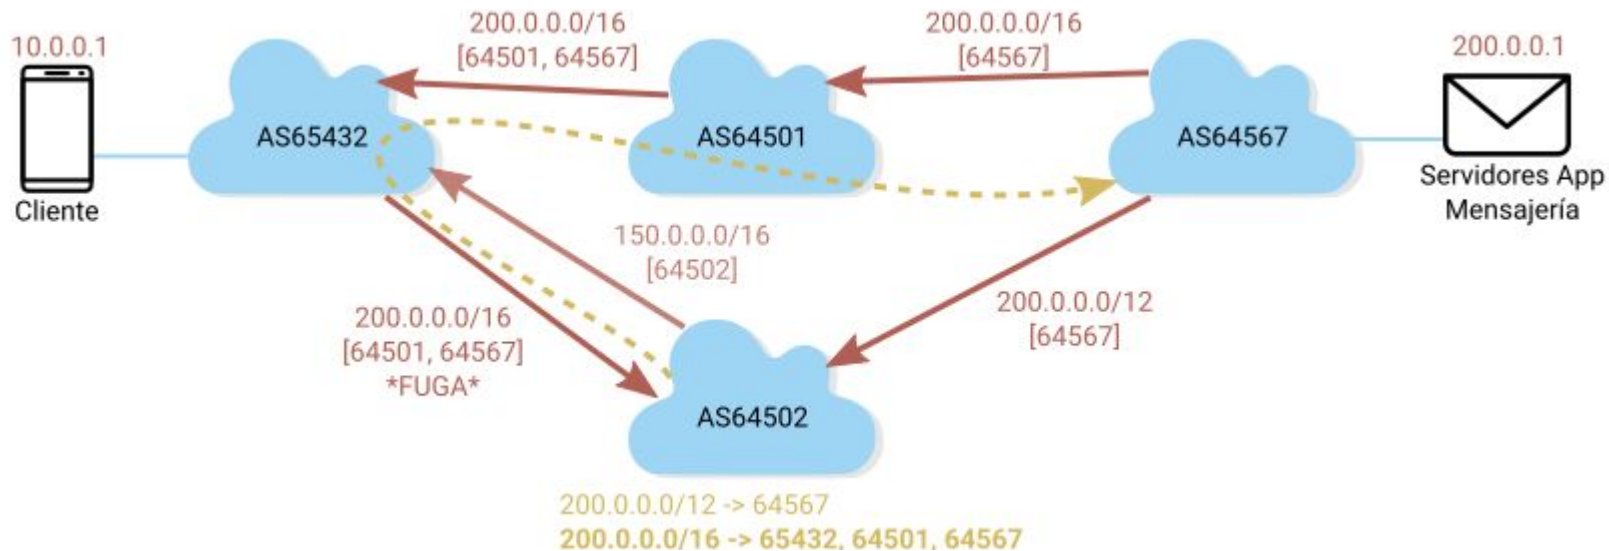 200.0.0.0/16
[64501, 64567]
200.0.0.0/16
[64567]
10.0.0.1
200.0.0.1
AS65432
AS64501
AS64567
Cliente
Servidores App
Mensajería
150.0.0.0/16
[64502]
200.0.0.0/16
[64501, 64567]
*FUGA*
200.0.0.0/12
[64567]
AS64502
200.0.0.0/12 -> 64567
200.0.0.0/16 -> 65432, 64501, 64567